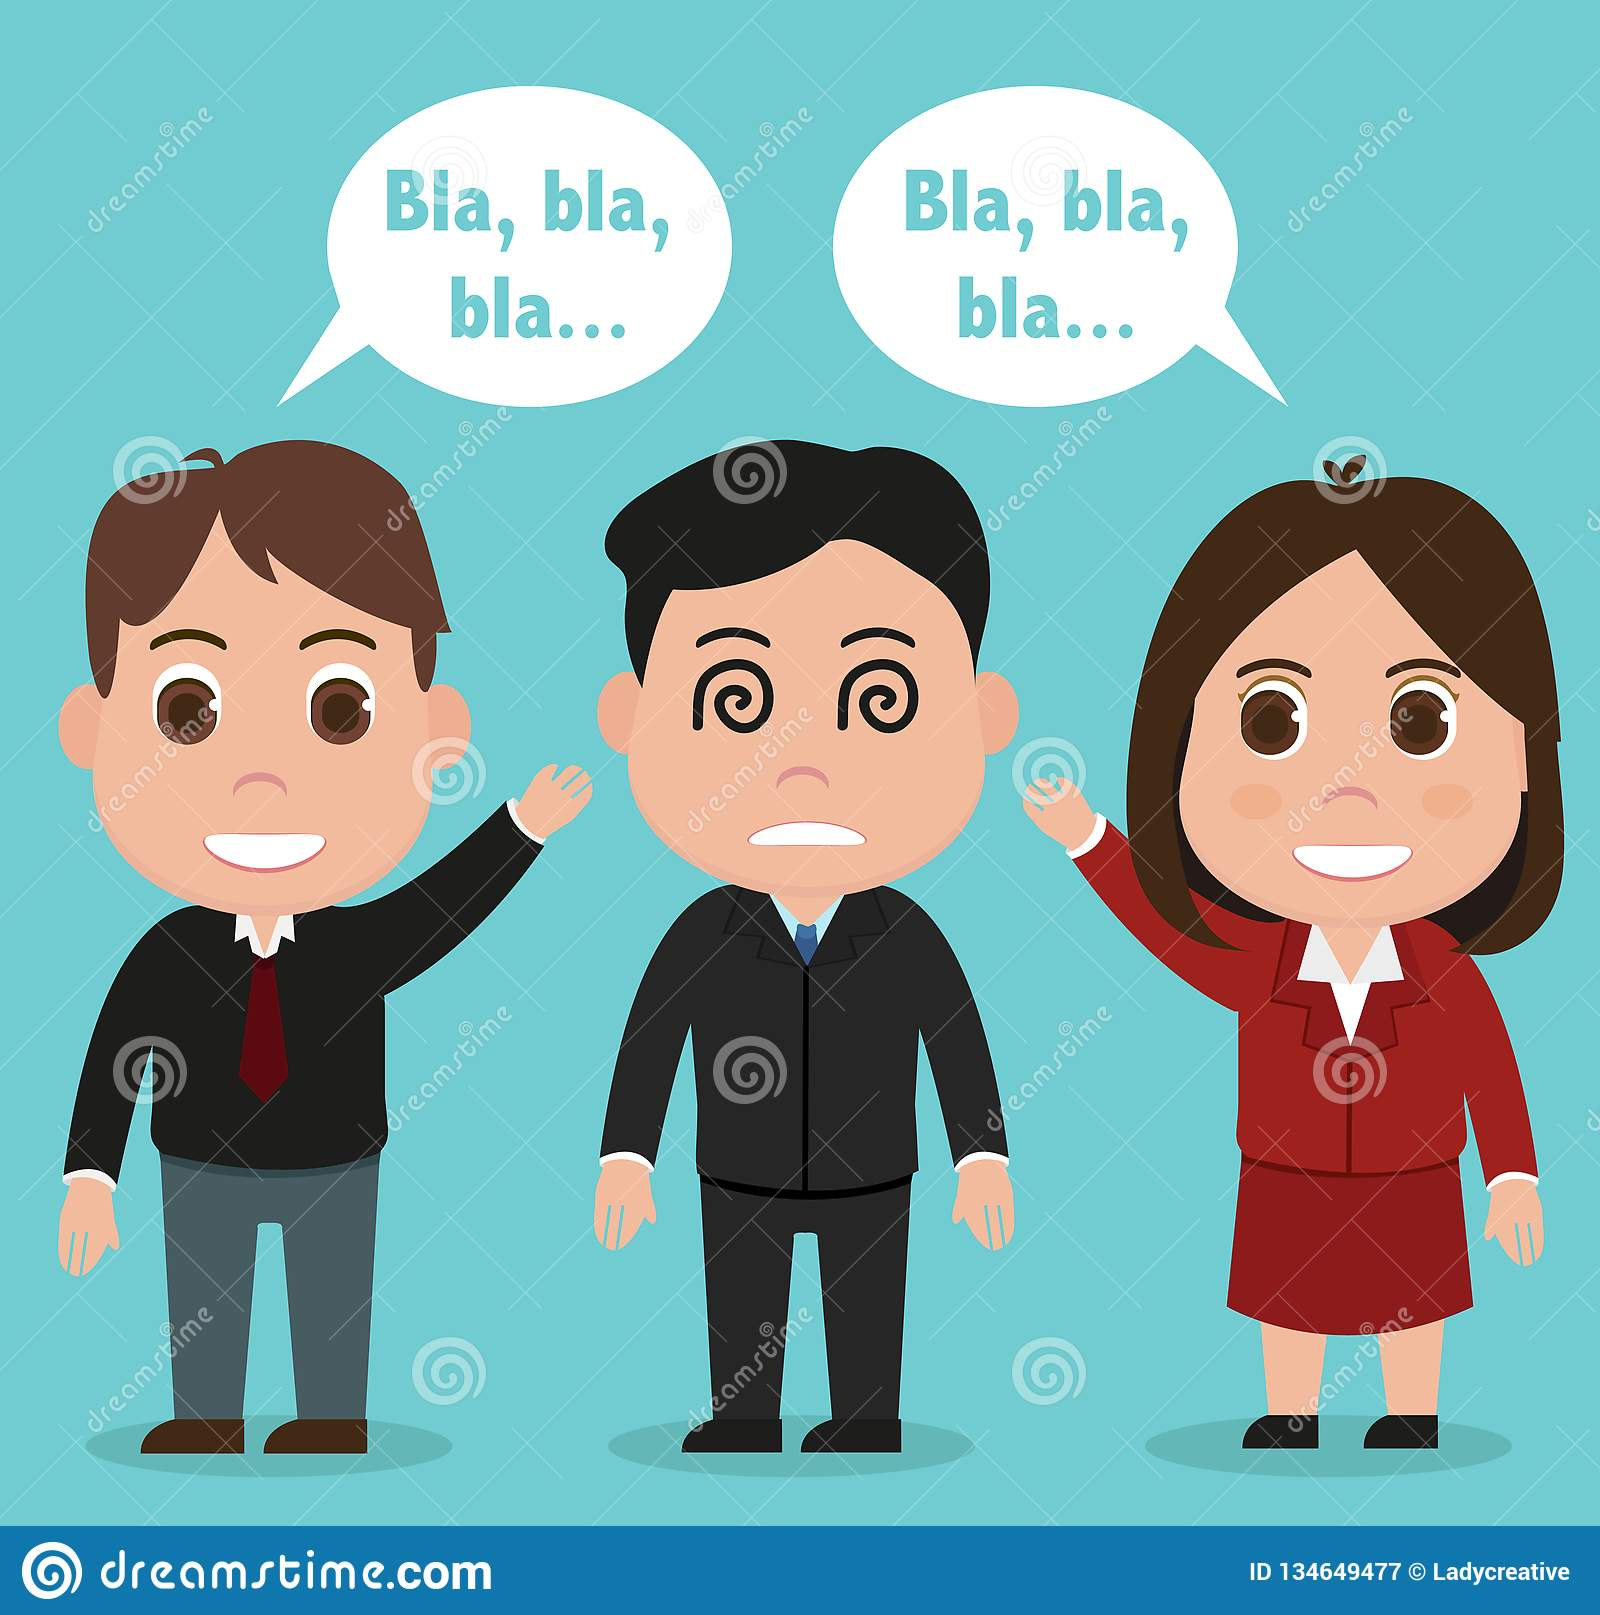 Bla, bla,
bla...
Bla, bla,
bla...
dreamstime.com
ID 134649477 © Ladycreative